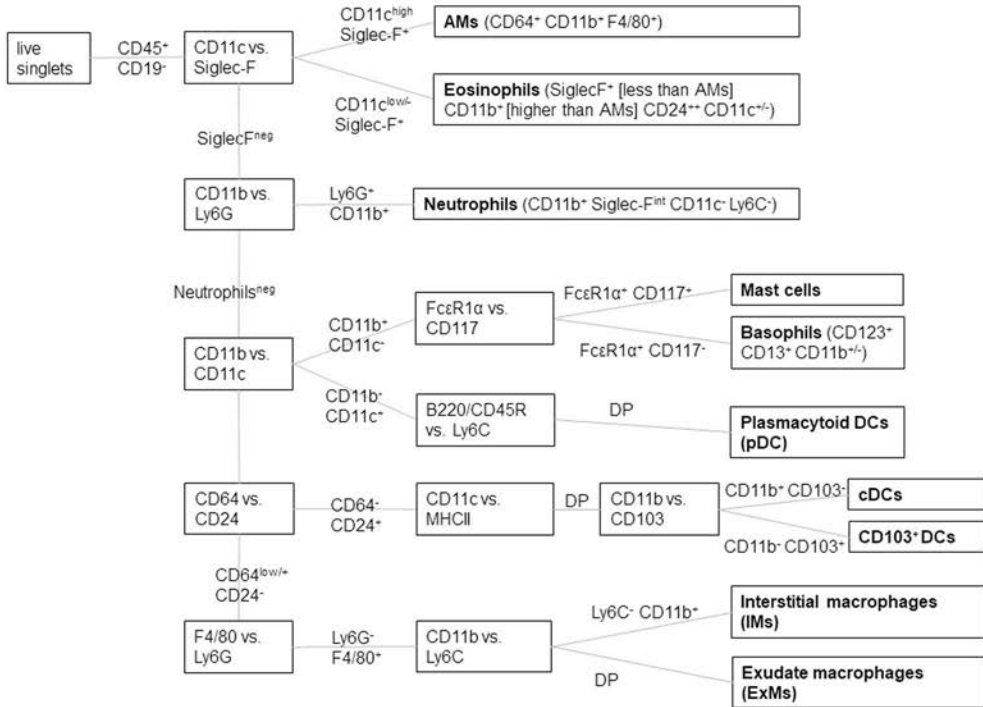 live
singlets
CD45⁺
CD19⁻
CD11c vs.
Siglec-F
CD11cʰⁱᵍʰ
Siglec-F⁺
AMs (CD64⁺ CD11b⁺ F4/80⁺)
CD11cˡᵒʷ/⁻
Siglec-F⁺
Eosinophils (SiglecF⁺ [less than AMs]
CD11b⁺ [higher than AMs] CD24⁺⁺ CD11c⁺/⁻)
SiglecFⁿᵉᵍ
CD11b vs.
Ly6G
Ly6G⁺
CD11b⁺
Neutrophils (CD11b⁺ Siglec-Fⁱⁿᵗ CD11c⁻ Ly6C⁻)
Neutrophilsⁿᵉᵍ
CD11b vs.
CD11c
CD11b⁺
CD11c⁻
FcεR1α vs.
CD117
FcεR1α⁺ CD117⁺
Mast cells
FcεR1α⁺ CD117⁻
Basophils (CD123⁺
CD13⁺ CD11b⁺/⁻)
CD11b⁻
CD11c⁺
B220/CD45R
vs. Ly6C
DP
Plasmacytoid DCs
(pDC)
CD64 vs.
CD24
CD64⁻
CD24⁺
CD11c vs.
MHCII
DP
CD11b vs.
CD103
CD11b⁺ CD103⁻
cDCs
CD11b⁻ CD103⁺
CD103⁺ DCs
CD64ˡᵒʷ/⁺
CD24⁻
F4/80 vs.
Ly6G
Ly6G⁻
F4/80⁺
CD11b vs.
Ly6C
Ly6C⁻ CD11b⁺
Interstitial macrophages
(IMs)
DP
Exudate macrophages
(ExMs)